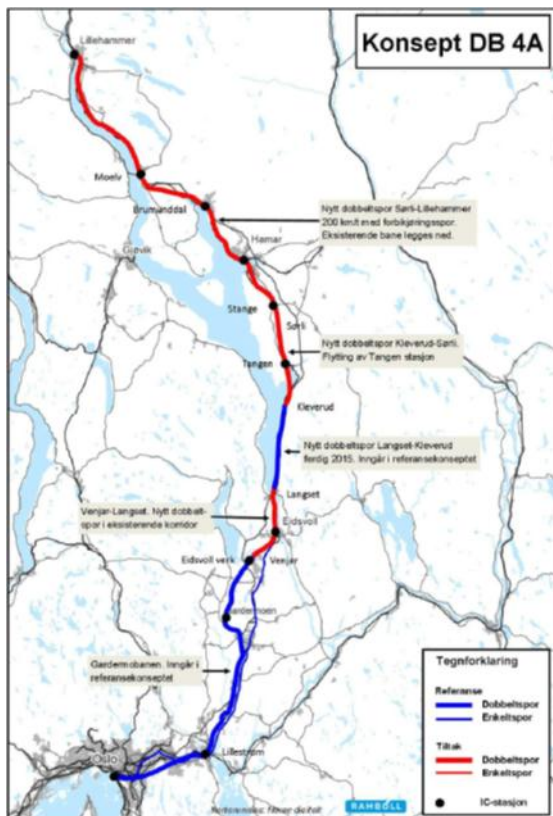 Konsept DB 4A
Lillehammer
Moelv
Brumunddal
Nytt dobbeltspor Sørli-Lillehammer
200 km/t med forbikjøringsspor.
Eksisterende bane legges ned.
Gjøvik
Hamar
Stange
Sørli
Nytt dobbeltspor Kleverud-Sørli.
Flytting av Tangen stasjon
Tangen
Kleverud
Nytt dobbeltspor Langset-Kleverud
ferdig 2015. Inngår i referansekonseptet
Langset
Venjar-Langset. Nytt dobbelt-
spor i eksisterende korridor
Eidsvoll
Eidsvoll verk
Venjar
Gardermoen
Gardermobanen. Inngår i
referansekonseptet
Lillestrøm
Oslo
Tegnforklaring
Referanse
Dobbeltspor
Enkeltspor
Tiltak
Dobbeltspor
Enkeltspor
IC-stasjon
RAMBOLL